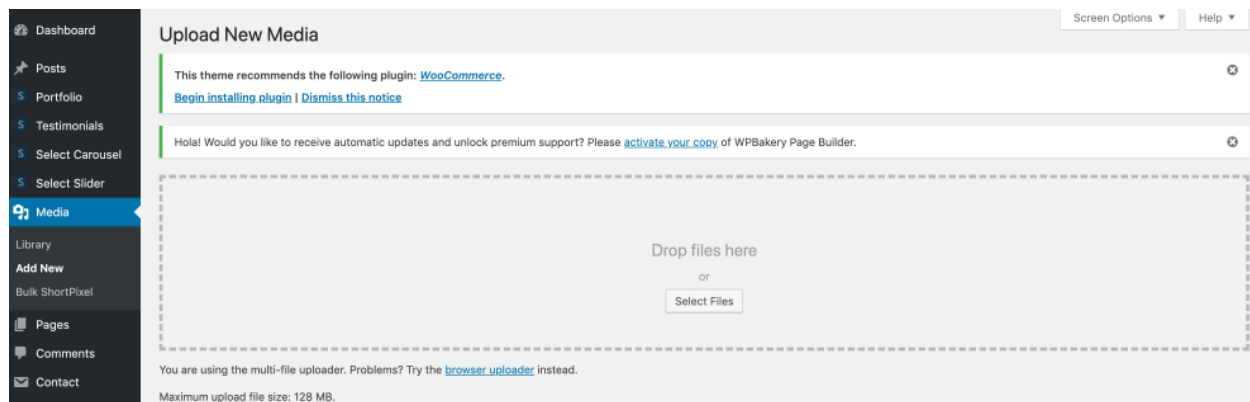 Dashboard
Posts
S Portfolio
S Testimonials
S Select Carousel
S Select Slider
Media
Library
Add New
Bulk ShortPixel
Pages
Comments
Contact
Screen Options ▼
Help ▼
Upload New Media
This theme recommends the following plugin: WooCommerce.
Begin installing plugin | Dismiss this notice
Hola! Would you like to receive automatic updates and unlock premium support? Please activate your copy of WPBakery Page Builder.
Drop files here
or
Select Files
You are using the multi-file uploader. Problems? Try the browser uploader instead.
Maximum upload file size: 128 MB.